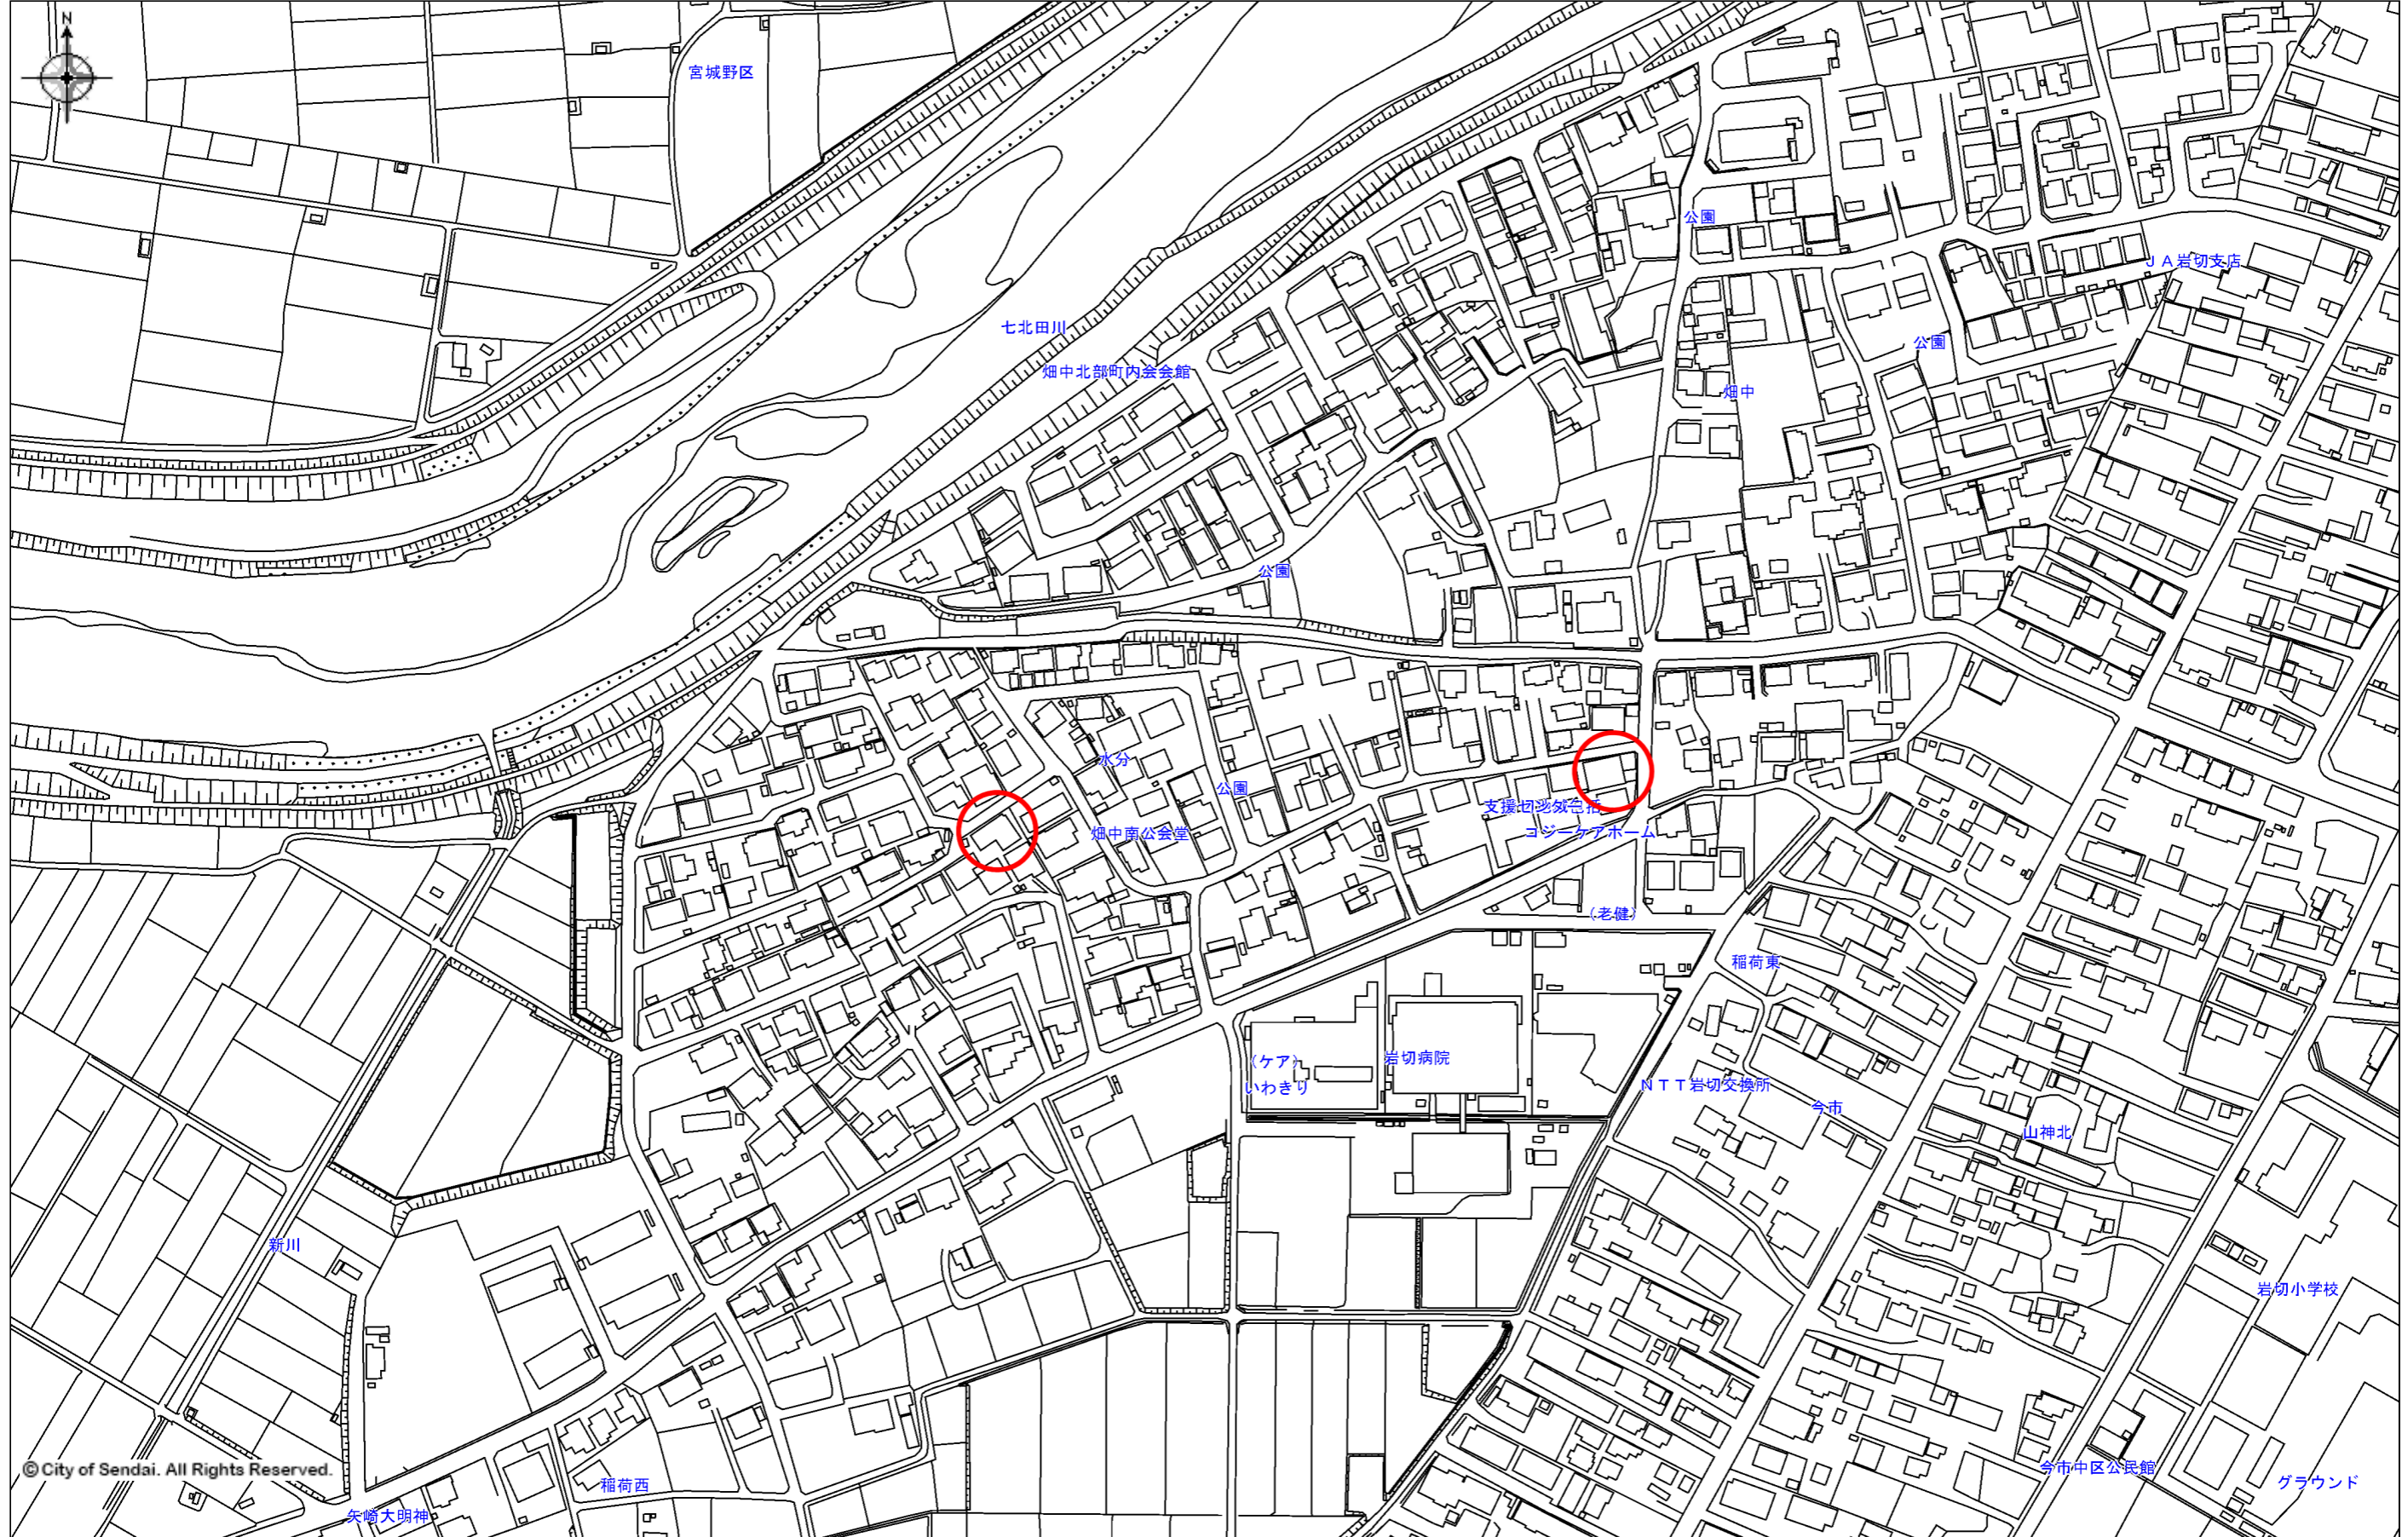 N
宮城野区
公園
ＪＡ岩切支店
七北田川
公園
畑中北部町内会会館
畑中
公園
水分
公園
畑中南公会堂
コジーケアホーム
（老健）
稲荷東
（ケア）
いわきり
岩切病院
ＮＴＴ岩切交換所
今市
山神北
新川
岩切小学校
今市中区公民館
グラウンド
稲荷西
矢崎大明神
© City of Sendai. All Rights Reserved.